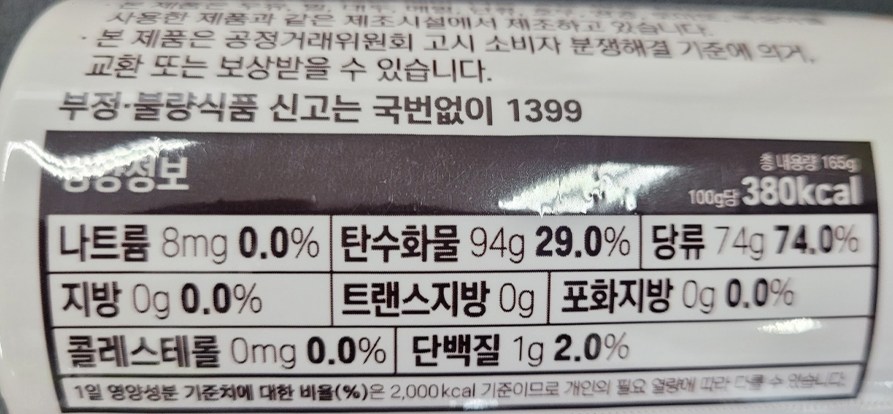 사용한 제품과 같은 제조시설에서 제조하고 있습니다.
· 본 제품은 공정거래위원회 고시 소비자 분쟁해결 기준에 의거,
교환 또는 보상받을 수 있습니다.
부정·불량식품 신고는 국번없이 1399
영양정보
총 내용량 165g
100g당 380kcal
나트륨 8mg 0.0% 탄수화물 94g 29.0% 당류 74g 74.0%
지방 0g 0.0% 트랜스지방 0g 포화지방 0g 0.0%
콜레스테롤 0mg 0.0% 단백질 1g 2.0%
1일 영양성분 기준치에 대한 비율(%)은 2,000kcal 기준이므로 개인의 필요 열량에 따라 다를 수 있습니다.